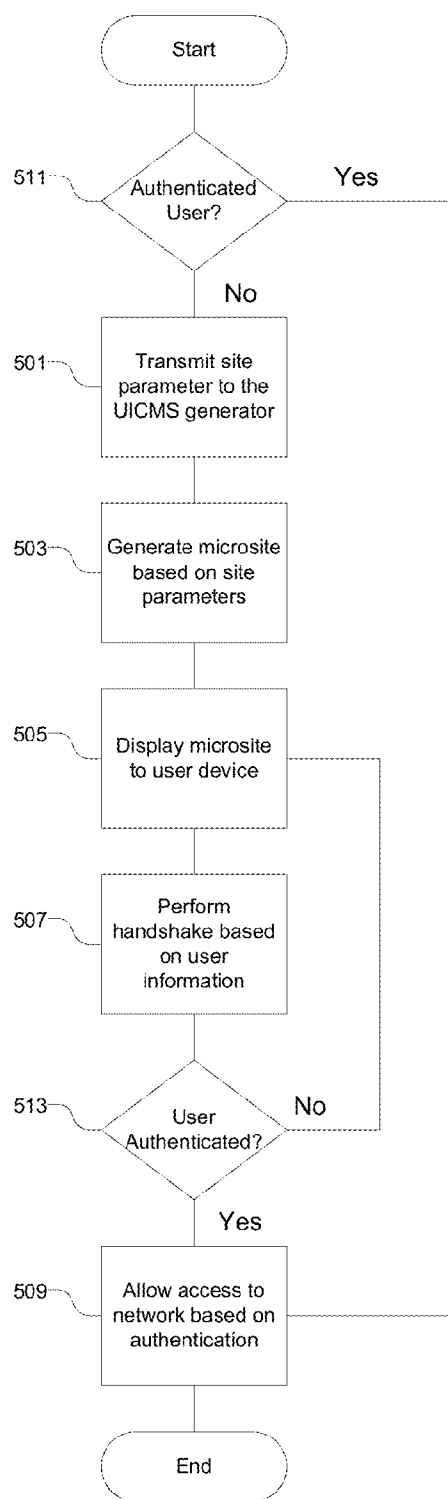 Start
511
Authenticated
User?
Yes
No
501
Transmit site
parameter to the
UICMS generator
503
Generate microsite
based on site
parameters
505
Display microsite
to user device
507
Perform
handshake based
on user
information
513
User
Authenticated?
No
Yes
509
Allow access to
network based on
authentication
End